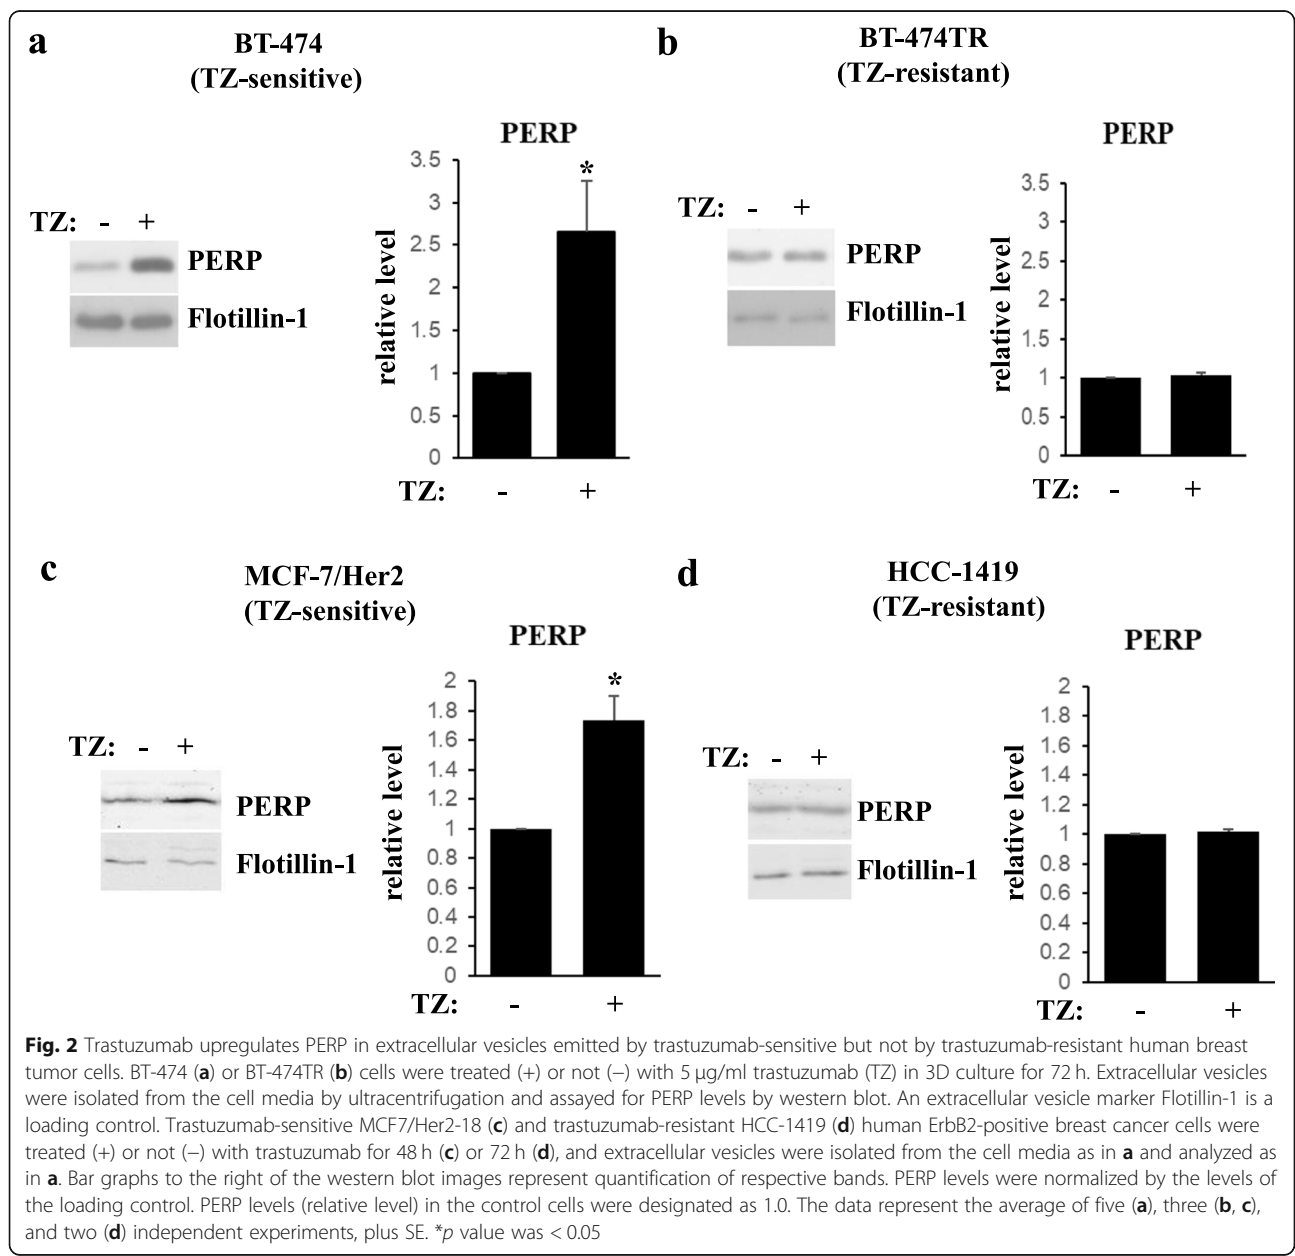 a
BT-474
(TZ-sensitive)
PERP
TZ: - +
PERP
Flotillin-1
relative level
3.5
3
2.5
2
1.5
1
0.5
0
*
TZ: - +
b
BT-474TR
(TZ-resistant)
PERP
TZ: - +
PERP
Flotillin-1
relative level
3.5
3
2.5
2
1.5
1
0.5
0
TZ: - +
c
MCF-7/Her2
(TZ-sensitive)
PERP
TZ: - +
PERP
Flotillin-1
relative level
2
1.8
1.6
1.4
1.2
1
0.8
0.6
0.4
0.2
0
*
TZ: - +
d
HCC-1419
(TZ-resistant)
PERP
TZ: - +
PERP
Flotillin-1
relative level
2
1.8
1.6
1.4
1.2
1
0.8
0.6
0.4
0.2
0
TZ: - +
Fig. 2 Trastuzumab upregulates PERP in extracellular vesicles emitted by trastuzumab-sensitive but not by trastuzumab-resistant human breast
tumor cells. BT-474 (a) or BT-474TR (b) cells were treated (+) or not (−) with 5 μg/ml trastuzumab (TZ) in 3D culture for 72 h. Extracellular vesicles
were isolated from the cell media by ultracentrifugation and assayed for PERP levels by western blot. An extracellular vesicle marker Flotillin-1 is a
loading control. Trastuzumab-sensitive MCF7/Her2-18 (c) and trastuzumab-resistant HCC-1419 (d) human ErbB2-positive breast cancer cells were
treated (+) or not (−) with trastuzumab for 48 h (c) or 72 h (d), and extracellular vesicles were isolated from the cell media as in a and analyzed as
in a. Bar graphs to the right of the western blot images represent quantification of respective bands. PERP levels were normalized by the levels of
the loading control. PERP levels (relative level) in the control cells were designated as 1.0. The data represent the average of five (a), three (b, c),
and two (d) independent experiments, plus SE. *p value was < 0.05